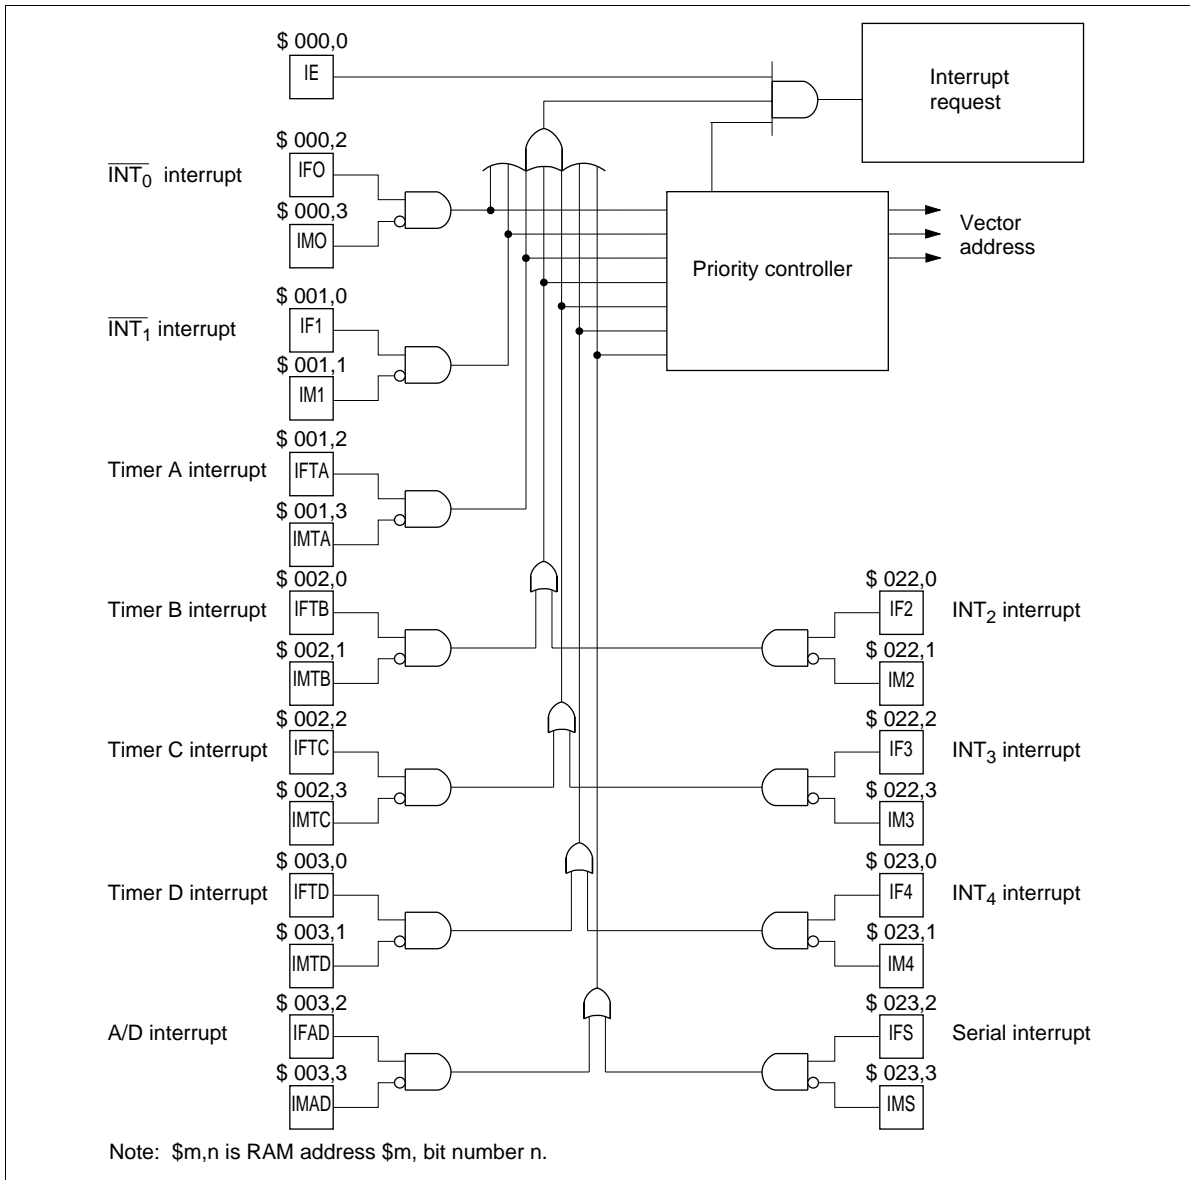 $ 000,0
IE
Interrupt
request
$ 000,2
INT0 interrupt
IFO
$ 000,3
IMO
Vector
address
Priority controller
$ 001,0
INT1 interrupt
IF1
$ 001,1
IM1
$ 001,2
Timer A interrupt
IFTA
$ 001,3
IMTA
$ 002,0
Timer B interrupt
IFTB
$ 002,1
IMTB
$ 022,0
IF2
INT2 interrupt
$ 022,1
IM2
$ 002,2
Timer C interrupt
IFTC
$ 002,3
IMTC
$ 022,2
IF3
INT3 interrupt
$ 022,3
IM3
$ 003,0
Timer D interrupt
IFTD
$ 003,1
IMTD
$ 023,0
IF4
INT4 interrupt
$ 023,1
IM4
$ 003,2
A/D interrupt
IFAD
$ 003,3
IMAD
$ 023,2
IFS
Serial interrupt
$ 023,3
IMS
Note: $m,n is RAM address $m, bit number n.